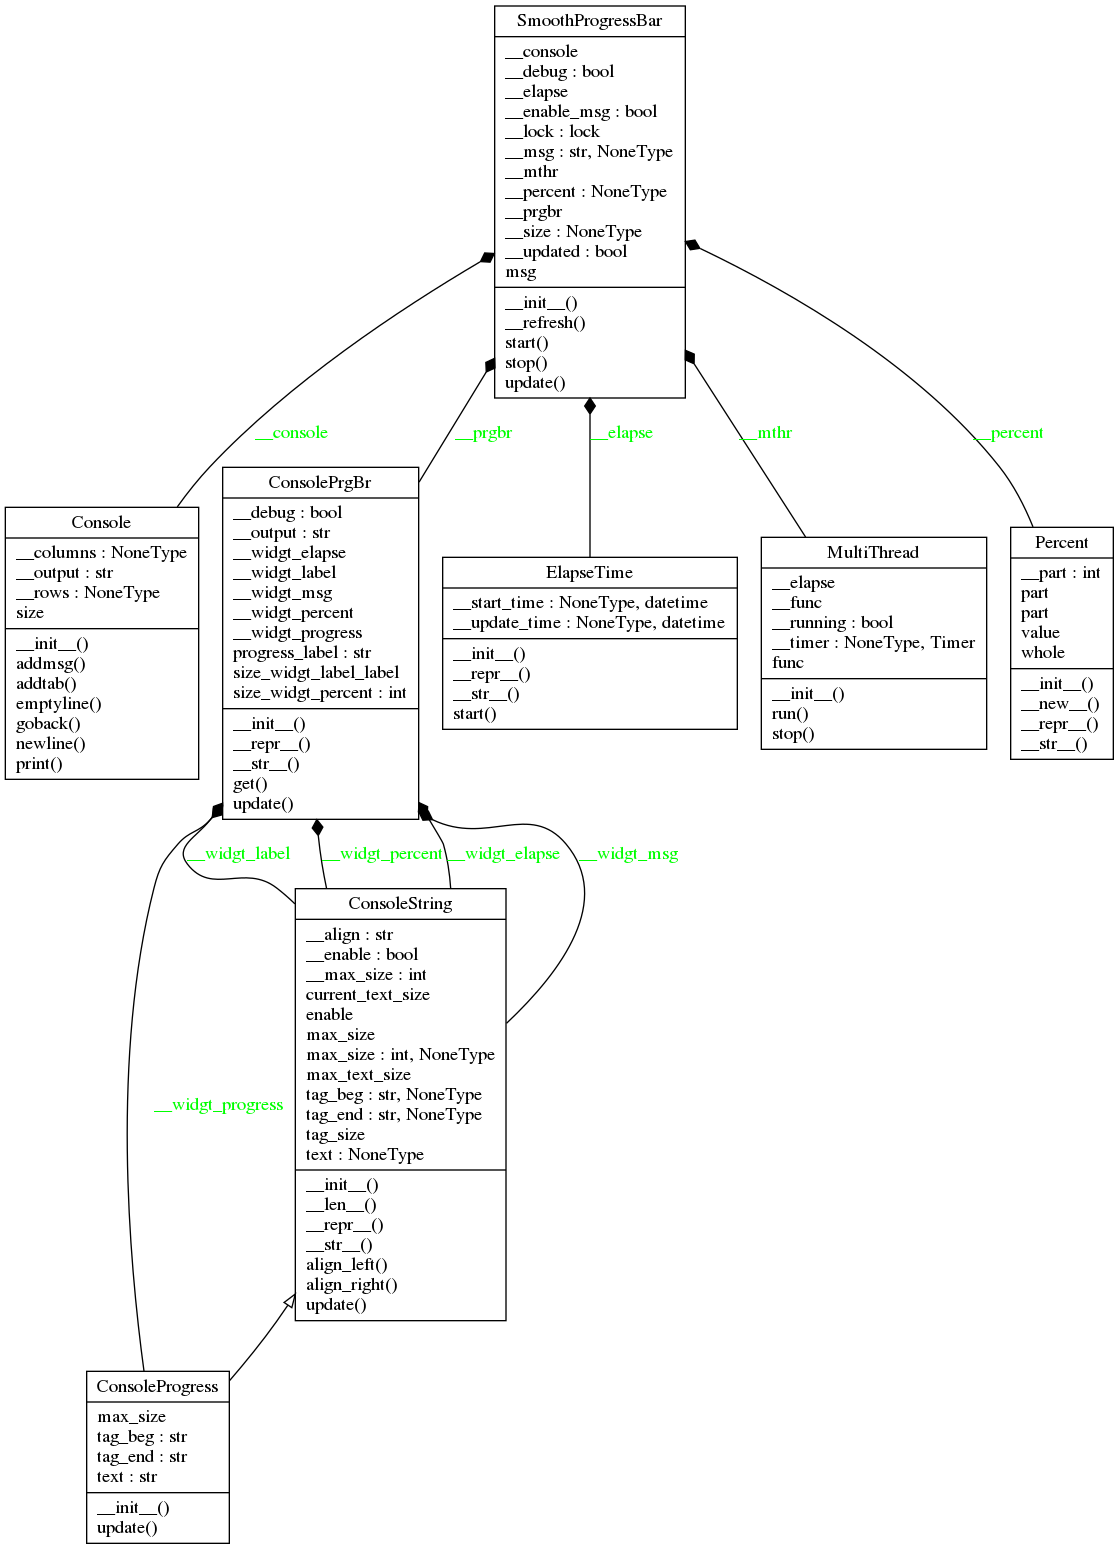 SmoothProgressBar
__console
__debug : bool
__elapse
__enable_msg : bool
__lock : lock
__msg : str, NoneType
__mthr
__percent : NoneType
__prgbr
__size : NoneType
__updated : bool
msg
__init__()
__refresh()
start()
stop()
update()
__console
__prgbr
__elapse
__mthr
__percent
Console
__columns : NoneType
__output : str
__rows : NoneType
size
__init__()
addmsg()
addtab()
emptyline()
goback()
newline()
print()
ConsolePrgBr
__debug : bool
__output : str
__widgt_elapse
__widgt_label
__widgt_msg
__widgt_percent
__widgt_progress
progress_label : str
size_widgt_label_label
size_widgt_percent : int
__init__()
__repr__()
__str__()
get()
update()
ElapseTime
__start_time : NoneType, datetime
__update_time : NoneType, datetime
__init__()
__repr__()
__str__()
start()
MultiThread
__elapse
__func
__running : bool
__timer : NoneType, Timer
func
__init__()
run()
stop()
Percent
__part : int
part
part
value
whole
__init__()
__new__()
__repr__()
__str__()
__widgt_label
__widgt_percent
__widgt_elapse
__widgt_msg
ConsoleString
__align : str
__enable : bool
__max_size : int
current_text_size
enable
max_size
max_size : int, NoneType
max_text_size
tag_beg : str, NoneType
tag_end : str, NoneType
tag_size
text : NoneType
__init__()
__len__()
__repr__()
__str__()
align_left()
align_right()
update()
__widgt_progress
ConsoleProgress
max_size
tag_beg : str
tag_end : str
text : str
__init__()
update()